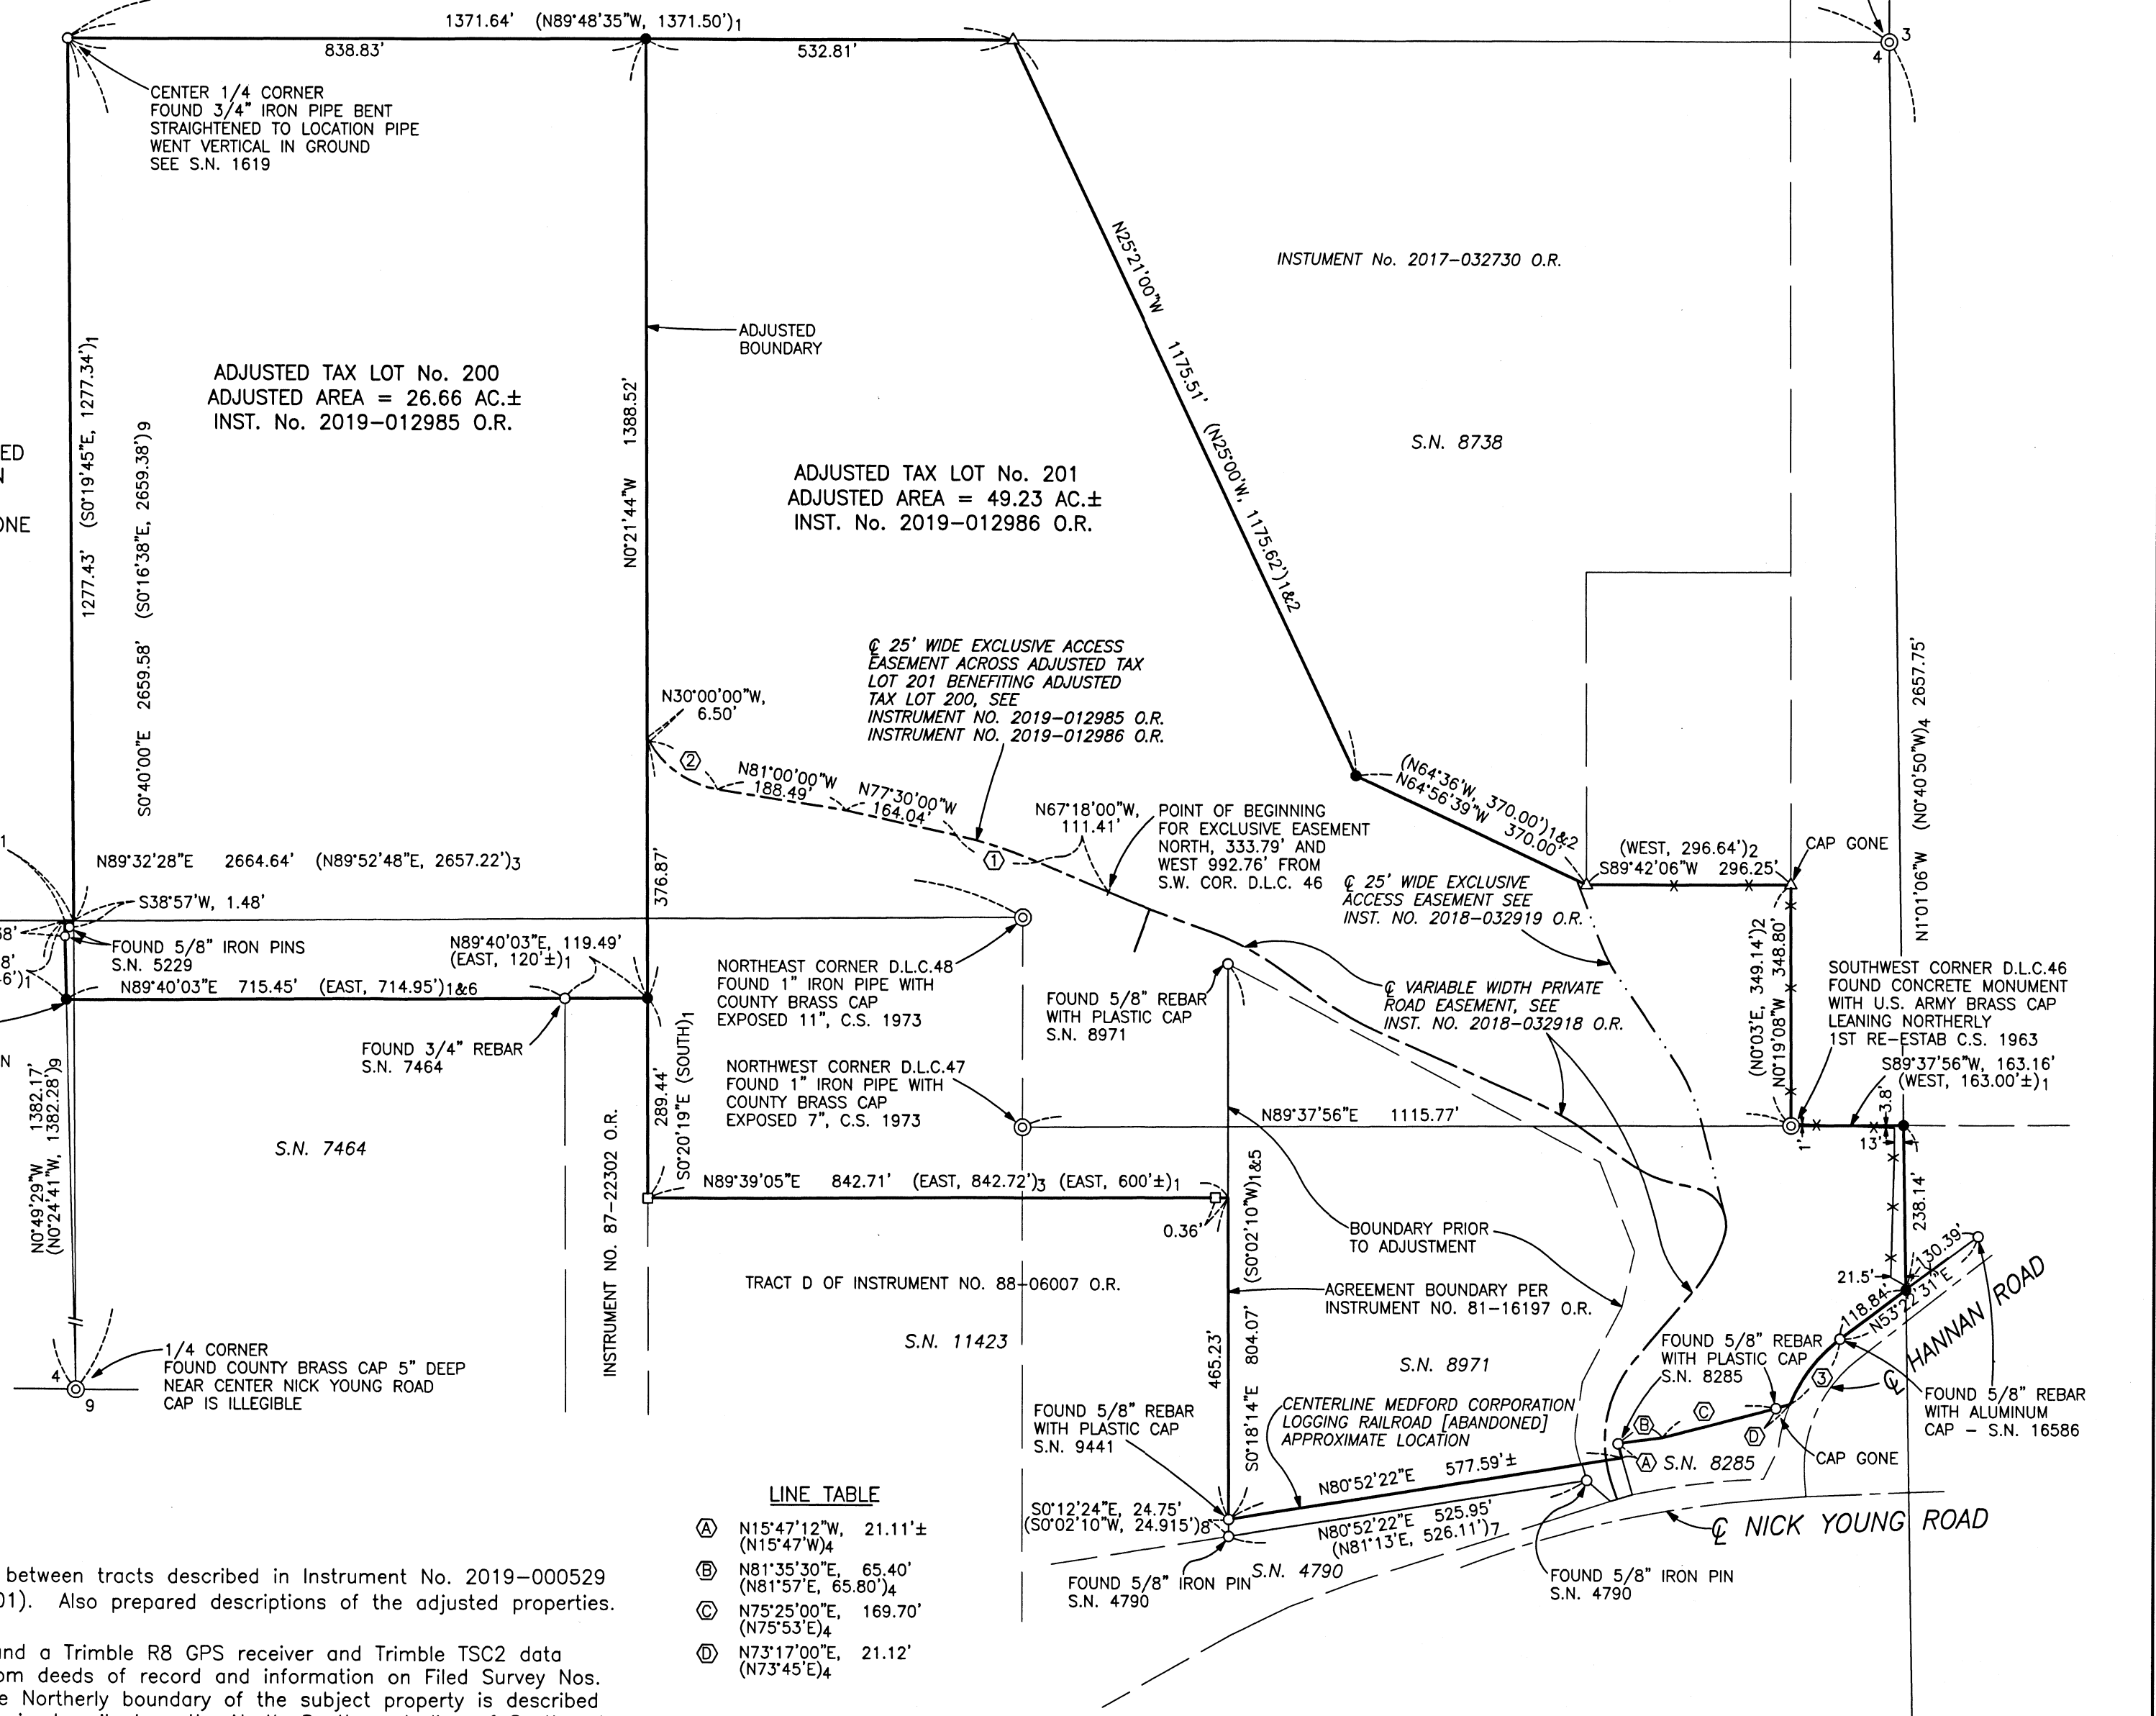 1371.64' (N89°48'35"W, 1371.50')1
838.83'
532.81'
3
4
CENTER 1/4 CORNER
FOUND 3/4" IRON PIPE BENT
STRAIGHTENED TO LOCATION PIPE
WENT VERTICAL IN GROUND
SEE S.N. 1619
N25°21'00"W 1175.51' (N25°00'W, 1175.62')1&2
INSTUMENT No. 2017-032730 O.R.
S.N. 8738
ADJUSTED
BOUNDARY
1277.43' (S0°19'45"E, 1277.34')1
S0°40'00"E 2659.58' (S0°16'38"E, 2659.38')9
ADJUSTED TAX LOT No. 200
ADJUSTED AREA = 26.66 AC.±
INST. No. 2019-012985 O.R.
N0°21'44"W 1388.52'
ADJUSTED TAX LOT No. 201
ADJUSTED AREA = 49.23 AC.±
INST. No. 2019-012986 O.R.
ED
N
ONE
℄ 25' WIDE EXCLUSIVE ACCESS
EASEMENT ACROSS ADJUSTED TAX
LOT 201 BENEFITING ADJUSTED
TAX LOT 200, SEE
INSTRUMENT NO. 2019-012985 O.R.
INSTRUMENT NO. 2019-012986 O.R.
N30°00'00"W,
6.50'
2
N81°00'00"W
188.49'
N77°30'00"W
164.04'
1
N67°18'00"W,
111.41'
POINT OF BEGINNING
FOR EXCLUSIVE EASEMENT
NORTH, 333.79' AND
WEST 992.76' FROM
S.W. COR. D.L.C. 46
(N64°36'W, 370.00')1&2
N64°56'39"W 370.00'
(WEST, 296.64')2
S89°42'06"W 296.25'
CAP GONE
N1°01'06"W (N0°40'50"W)4 2657.75'
℄ 25' WIDE EXCLUSIVE
ACCESS EASEMENT SEE
INST. NO. 2018-032919 O.R.
(N0°03'E, 349.14')2
N0°19'08"W 348.80'
1
N89°32'28"E 2664.64' (N89°52'48"E, 2657.22')3
376.87'
S38°57'W, 1.48'
38'
8'
6')1
FOUND 5/8" IRON PINS
S.N. 5229
N89°40'03"E, 119.49'
(EAST, 120'±)1
N89°40'03"E 715.45' (EAST, 714.95')1&6
NORTHEAST CORNER D.L.C.48
FOUND 1" IRON PIPE WITH
COUNTY BRASS CAP
EXPOSED 11", C.S. 1973
FOUND 5/8" REBAR
WITH PLASTIC CAP
S.N. 8971
℄ VARIABLE WIDTH PRIVATE
ROAD EASEMENT, SEE
INST. NO. 2018-032918 O.R.
SOUTHWEST CORNER D.L.C.46
FOUND CONCRETE MONUMENT
WITH U.S. ARMY BRASS CAP
LEANING NORTHERLY
1ST RE-ESTAB C.S. 1963
S89°37'56"W, 163.16'
(WEST, 163.00'±)1
3.8'
1'
13'
N
FOUND 3/4" REBAR
S.N. 7464
NORTHWEST CORNER D.L.C.47
FOUND 1" IRON PIPE WITH
COUNTY BRASS CAP
EXPOSED 7", C.S. 1973
289.44'
S0°20'19"E (SOUTH)1
N89°37'56"E 1115.77'
N0°49'29"W 1382.17'
(N0°24'41"W, 1382.28')9
S.N. 7464
INSTRUMENT NO. 87-22302 O.R.
N89°39'05"E 842.71' (EAST, 842.72')3 (EAST, 600'±)1
0.36'
S0°18'14"E 804.07' (S0°02'10"W)1&5
BOUNDARY PRIOR
TO ADJUSTMENT
238.14'
130.39'
21.5'
118.84'
N53°22'31"E
℄ HANNAN ROAD
TRACT D OF INSTRUMENT NO. 88-06007 O.R.
AGREEMENT BOUNDARY PER
INSTRUMENT NO. 81-16197 O.R.
S.N. 11423
465.23'
S.N. 8971
FOUND 5/8" REBAR
WITH PLASTIC CAP
S.N. 8285
3
4
9
1/4 CORNER
FOUND COUNTY BRASS CAP 5" DEEP
NEAR CENTER NICK YOUNG ROAD
CAP IS ILLEGIBLE
FOUND 5/8" REBAR
WITH PLASTIC CAP
S.N. 9441
CENTERLINE MEDFORD CORPORATION
LOGGING RAILROAD [ABANDONED]
APPROXIMATE LOCATION
B
C
D
A
S.N. 8285
CAP GONE
FOUND 5/8" REBAR
WITH ALUMINUM
CAP - S.N. 16586
N80°52'22"E 577.59'±
S0°12'24"E, 24.75'
(S0°02'10"W, 24.915')8
N80°52'22"E 525.95'
(N81°13'E, 526.11')7
℄ NICK YOUNG ROAD
S.N. 4790
FOUND 5/8" IRON PIN
S.N. 4790
FOUND 5/8" IRON PIN
S.N. 4790
LINE TABLE
A N15°47'12"W, 21.11'±
(N15°47'W)4
B N81°35'30"E, 65.40'
(N81°57'E, 65.80')4
C N75°25'00"E, 169.70'
(N75°53'E)4
D N73°17'00"E, 21.12'
(N73°45'E)4
between tracts described in Instrument No. 2019-000529
01). Also prepared descriptions of the adjusted properties.
and a Trimble R8 GPS receiver and Trimble TSC2 data
om deeds of record and information on Filed Survey Nos.
e Northerly boundary of the subject property is described